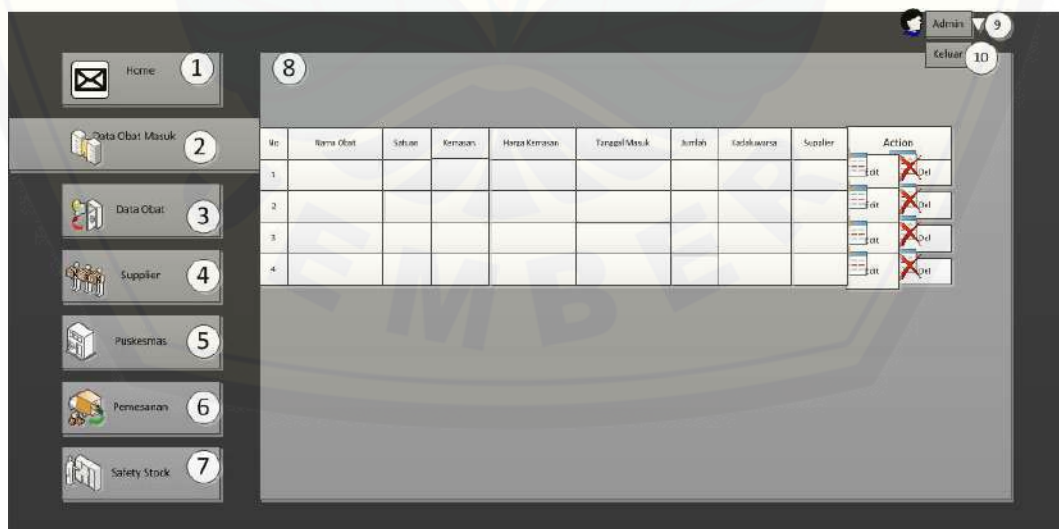 Admin 9
Keluar 10
Home 1
8
Data Obat Masuk 2
No Nama Obat Satuan Kemasan Harga Kemasan Tanggal Masuk Jumlah Kadaluwarsa Supplier Action
1 Edit Del
2 Edit Del
3 Edit Del
4 Edit Del
Data Obat 3
Supplier 4
Puskesmas 5
Pemesanan 6
Safety Stock 7
EMBER